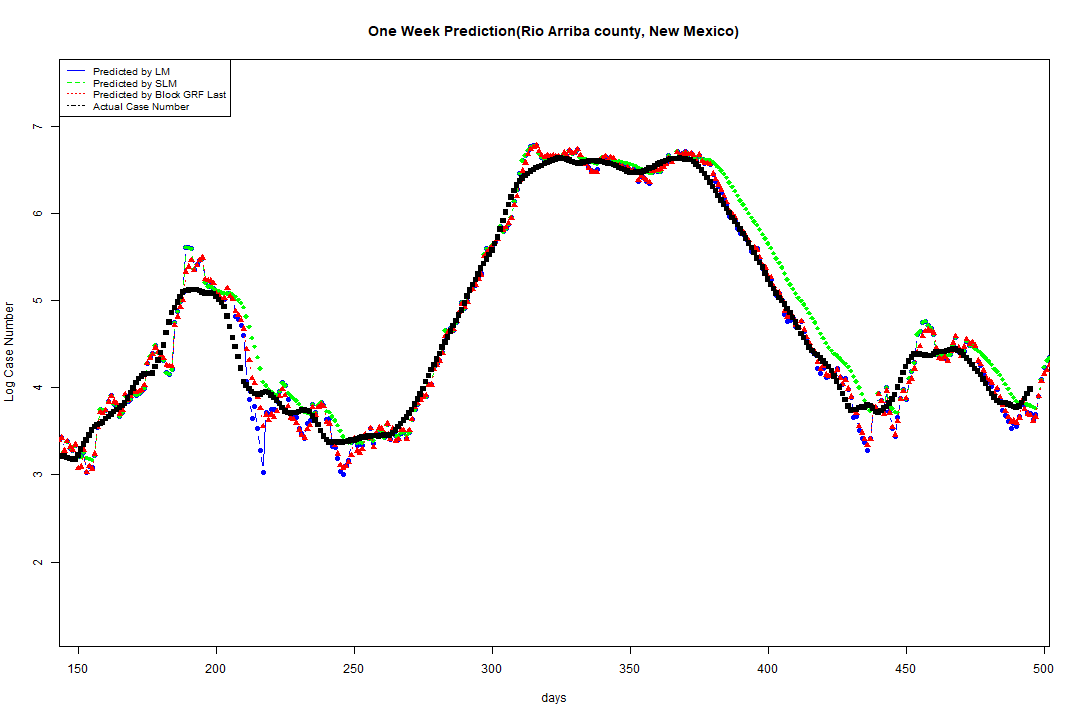 One Week Prediction(Rio Arriba county, New Mexico)
Predicted by LM
Predicted by SLM
Predicted by Block GRF Last
Actual Case Number
Log Case Number
7
6
5
4
3
2
150 200 250 300 350 400 450 500
days